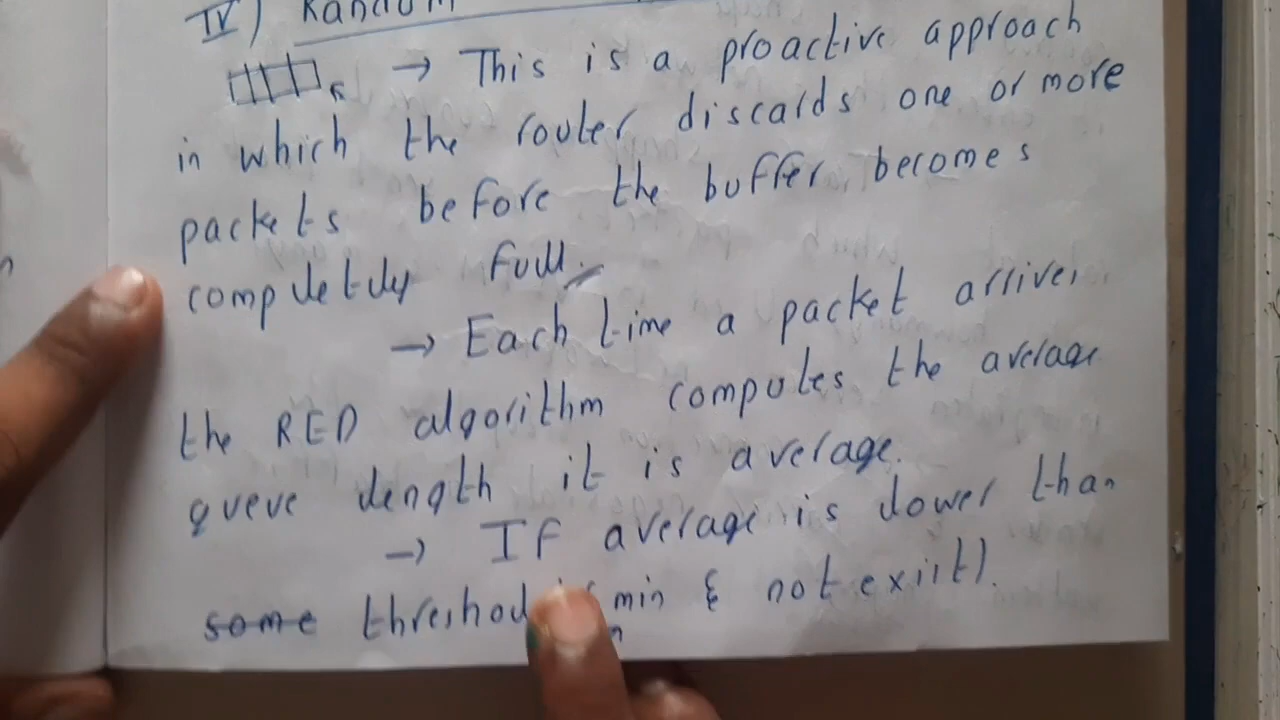 IV) Random
→ This is a proactive approach
in which the router discards one or more
packets before the buffer becomes
completely full.
→ Each time a packet arrives
the RED algorithm computes the average
queue length it is average.
→ If average is lower than
some threshod min & not exiit).